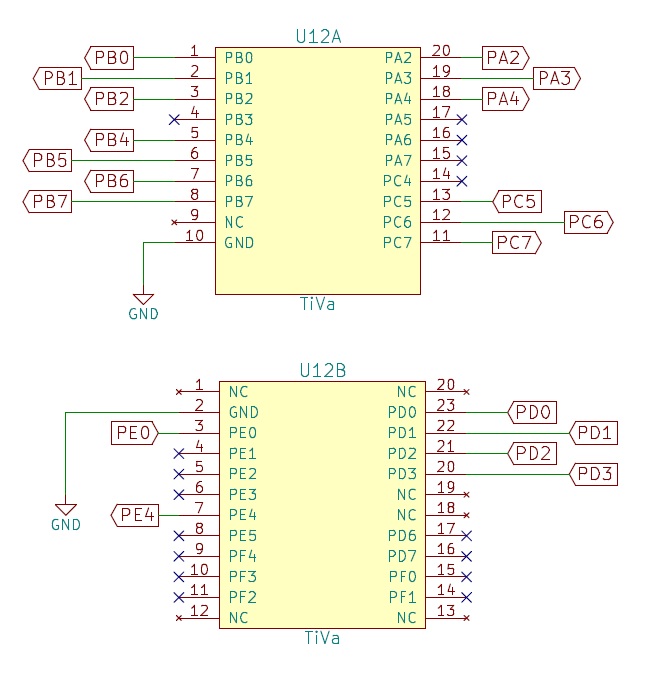 U12A
PB0 1 PB0 PA2 20 PA2
PB1 2 PB1 PA3 19 PA3
PB2 3 PB2 PA4 18 PA4
4 PB3 PA5 17
PB4 5 PB4 PA6 16
PB5 6 PB5 PA7 15
PB6 7 PB6 PC4 14
PB7 8 PB7 PC5 13 PC5
9 NC PC6 12 PC6
10 GND PC7 11 PC7
GND
TiVa
U12B
1 NC NC 20
2 GND PD0 23 PD0
PE0 3 PE0 PD1 22 PD1
4 PE1 PD2 21 PD2
5 PE2 PD3 20 PD3
6 PE3 NC 19
PE4 7 PE4 NC 18
GND
8 PE5 PD6 17
9 PF4 PD7 16
10 PF3 PF0 15
11 PF2 PF1 14
12 NC NC 13
TiVa